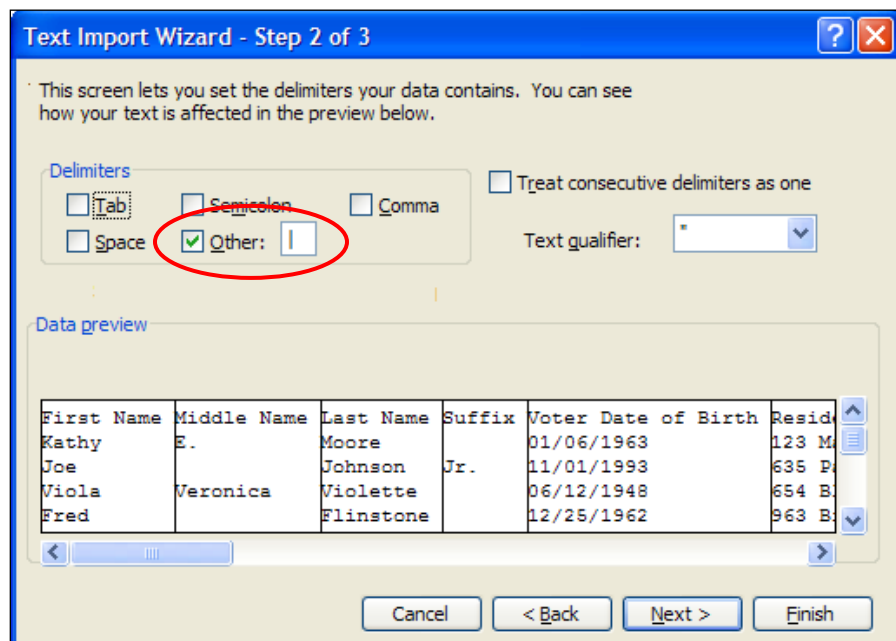 Text Import Wizard - Step 2 of 3
This screen lets you set the delimiters your data contains. You can see
how your text is affected in the preview below.
Delimiters
Tab Semicolon Comma
Treat consecutive delimiters as one
Space Other: |
Text qualifier: "
Data preview
First Name Middle Name Last Name Suffix Voter Date of Birth
Kathy E. Moore 01/06/1963 123
Joe Johnson Jr. 11/01/1993 635
Viola Veronica Violette 06/12/1948 654
Fred Flinstone 12/25/1962 963
Cancel < Back Next > Finish